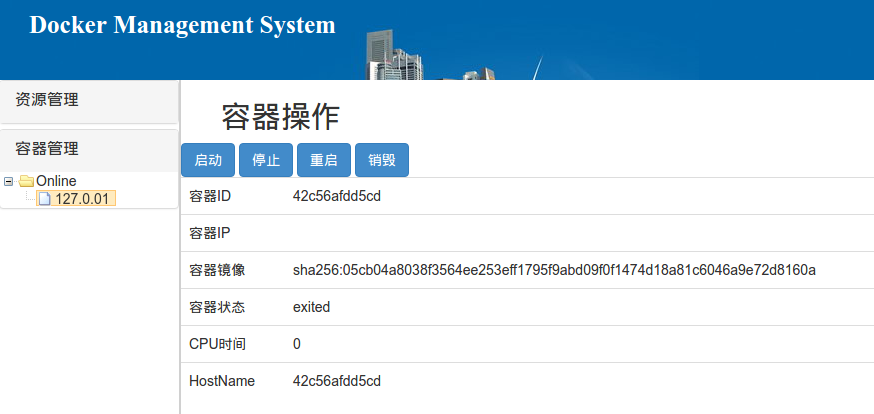 Docker Management System
资源管理
容器管理
Online
127.0.01
容器操作
启动 停止 重启 销毁
容器ID 42c56afdd5cd
容器IP
容器镜像 sha256:05cb04a8038f3564ee253eff1795f9abd09f0f1474d18a81c6046a9e72d8160a
容器状态 exited
CPU时间 0
HostName 42c56afdd5cd